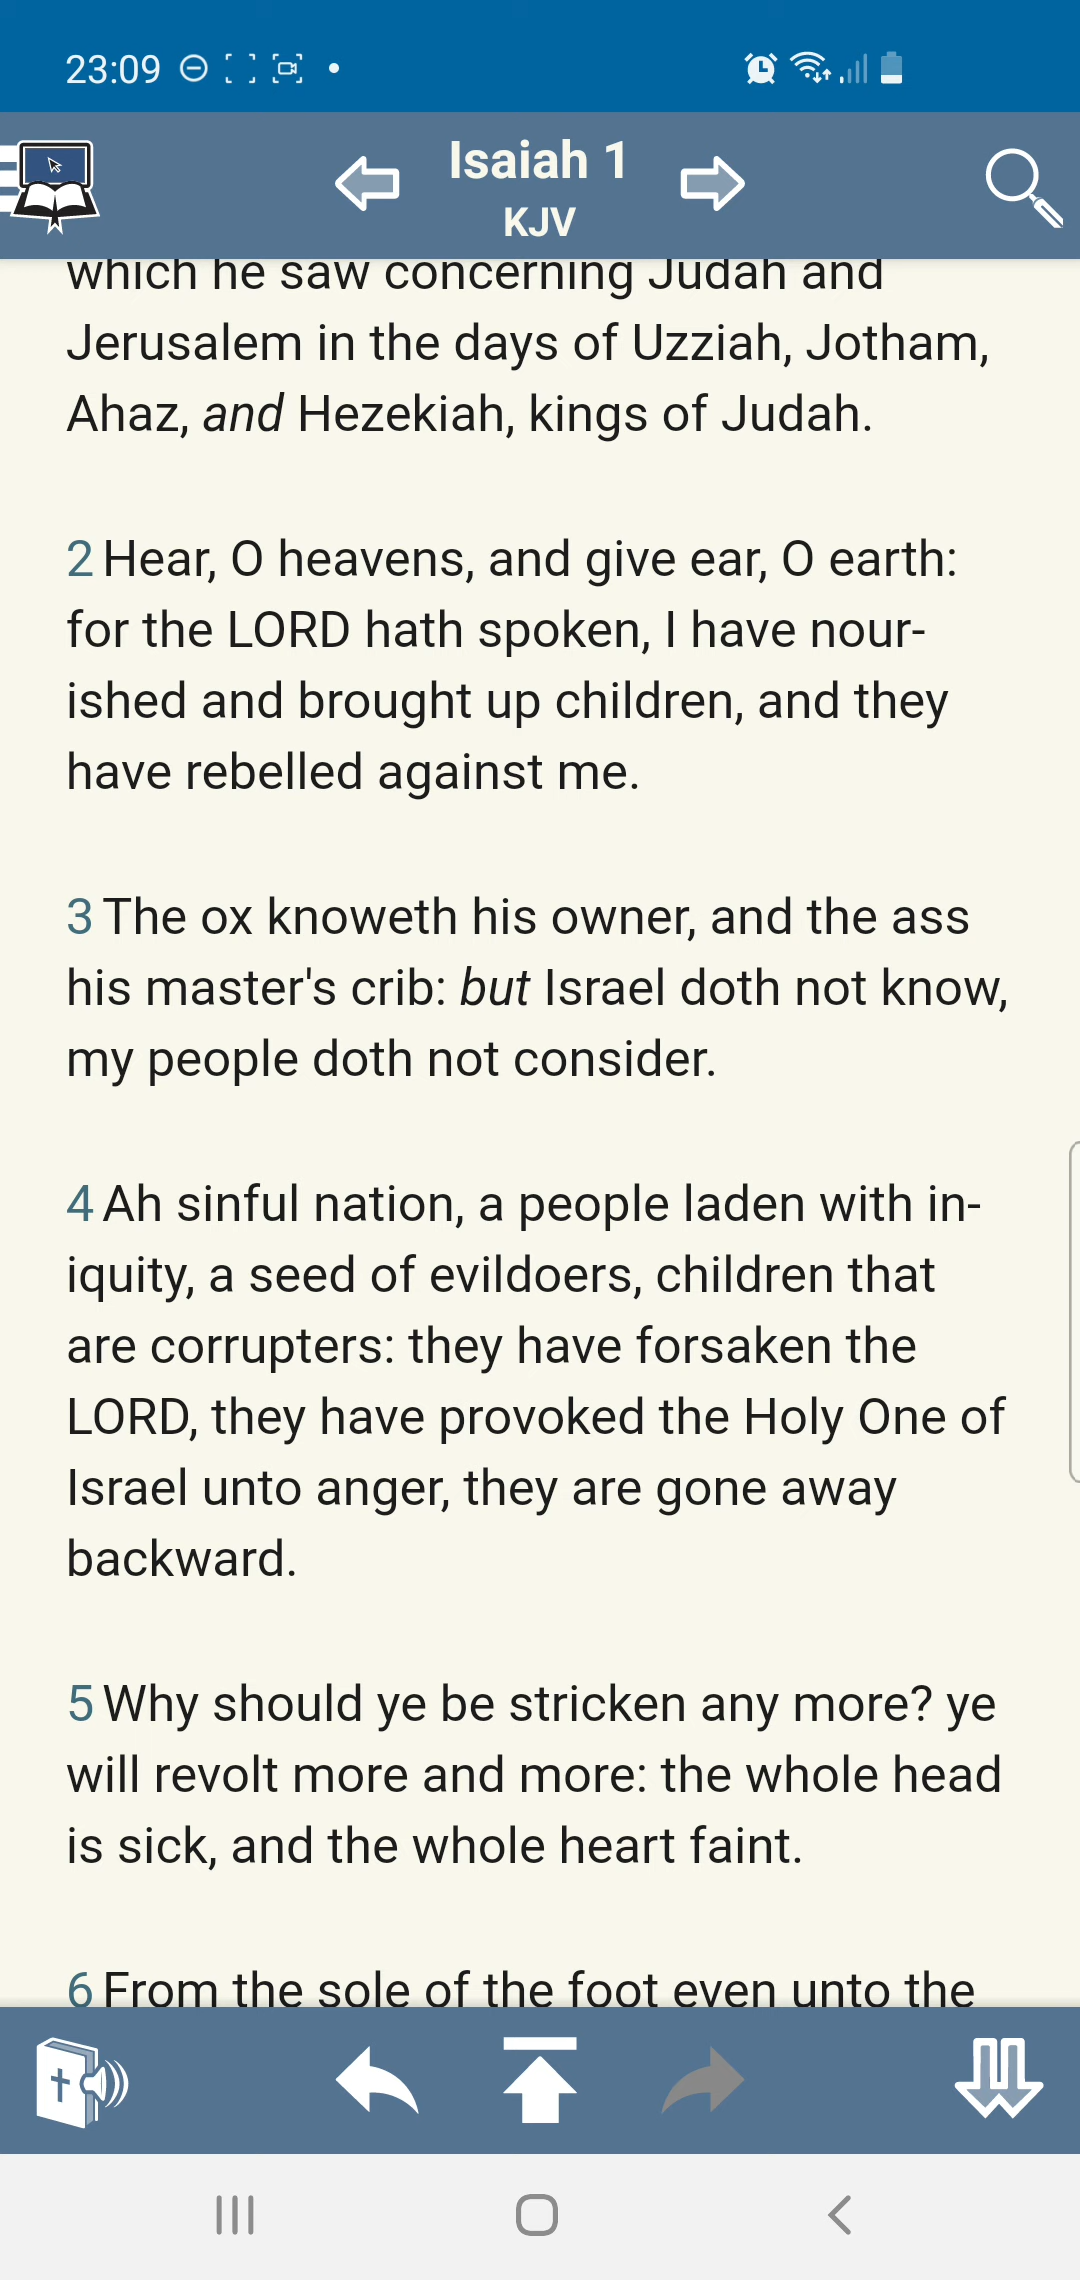 23:09
Isaiah 1
KJV
which he saw concerning Judah and
Jerusalem in the days of Uzziah, Jotham,
Ahaz, and Hezekiah, kings of Judah.
2 Hear, O heavens, and give ear, O earth:
for the LORD hath spoken, I have nour-
ished and brought up children, and they
have rebelled against me.
3 The ox knoweth his owner, and the ass
his master's crib: but Israel doth not know,
my people doth not consider.
4 Ah sinful nation, a people laden with in-
iquity, a seed of evildoers, children that
are corrupters: they have forsaken the
LORD, they have provoked the Holy One of
Israel unto anger, they are gone away
backward.
5 Why should ye be stricken any more? ye
will revolt more and more: the whole head
is sick, and the whole heart faint.
6 From the sole of the foot even unto the